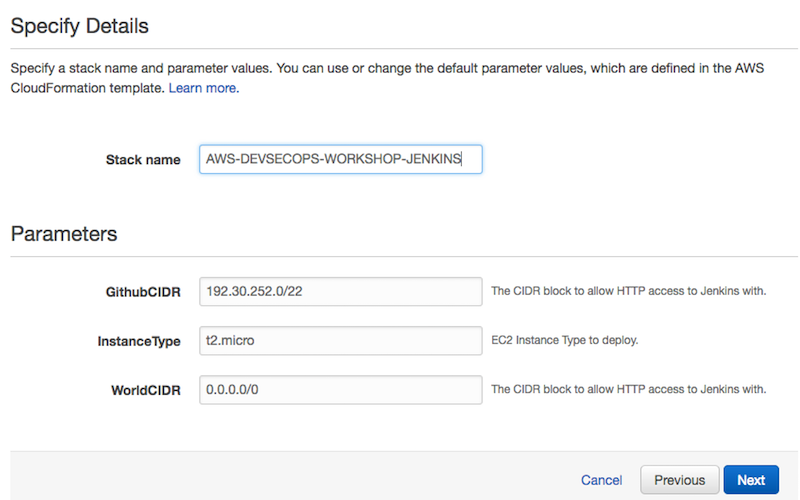 Specify Details
Specify a stack name and parameter values. You can use or change the default parameter values, which are defined in the AWS
CloudFormation template. Learn more.
Stack name AWS-DEVSECOPS-WORKSHOP-JENKINS
Parameters
GithubCIDR 192.30.252.0/22 The CIDR block to allow HTTP access to Jenkins with.
InstanceType t2.micro EC2 Instance Type to deploy.
WorldCIDR 0.0.0.0/0 The CIDR block to allow HTTP access to Jenkins with.
Cancel Previous Next